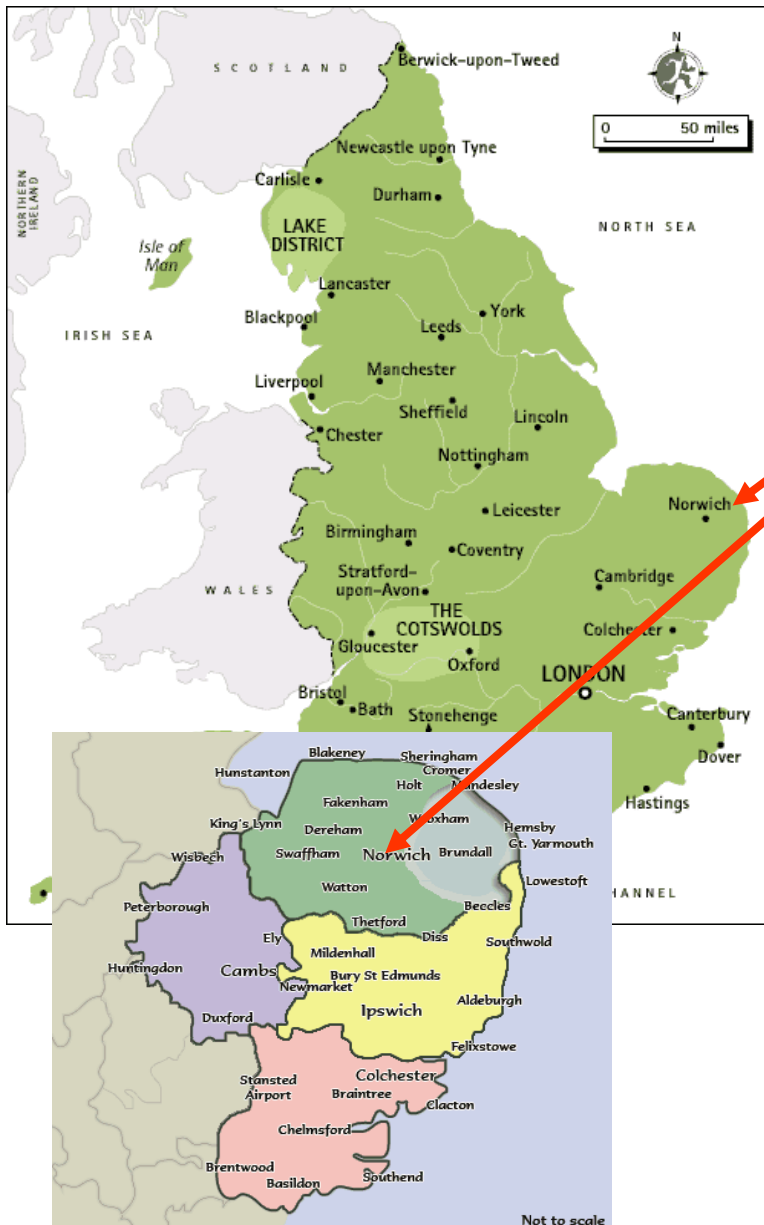 N
Berwick-upon-Tweed
SCOTLAND
0 50 miles
Newcastle upon Tyne
Carlisle
Durham
NORTHERN
IRELAND
LAKE
DISTRICT
NORTH SEA
Isle of
Man
Lancaster
York
Blackpool
Leeds
IRISH SEA
Manchester
Liverpool
Sheffield
Lincoln
Chester
Nottingham
Norwich
Leicester
Birmingham
Coventry
Stratford-
upon-Avon
Cambridge
WALES
THE
COTSWOLDS
Colchester
Gloucester
Oxford
LONDON
Bristol
Bath
Stonehenge
Canterbury
Dover
Hastings
HANNEL
Blakeney
Sheringham
Cromer
Hunstanton
Holt
Mundesley
Fakenham
King's Lynn
Wroxham
Dereham
Hemsby
Gt. Yarmouth
Wisbech
Swaffham
Norwich
Brundall
Watton
Lowestoft
Peterborough
Beccles
Thetford
Ely
Diss
Southwold
Mildenhall
Huntingdon
Cambs
Bury St Edmunds
Newmarket
Aldeburgh
Duxford
Ipswich
Felixstowe
Stansted
Airport
Colchester
Braintree
Clacton
Chelmsford
Brentwood
Basildon
Southend
Not to scale